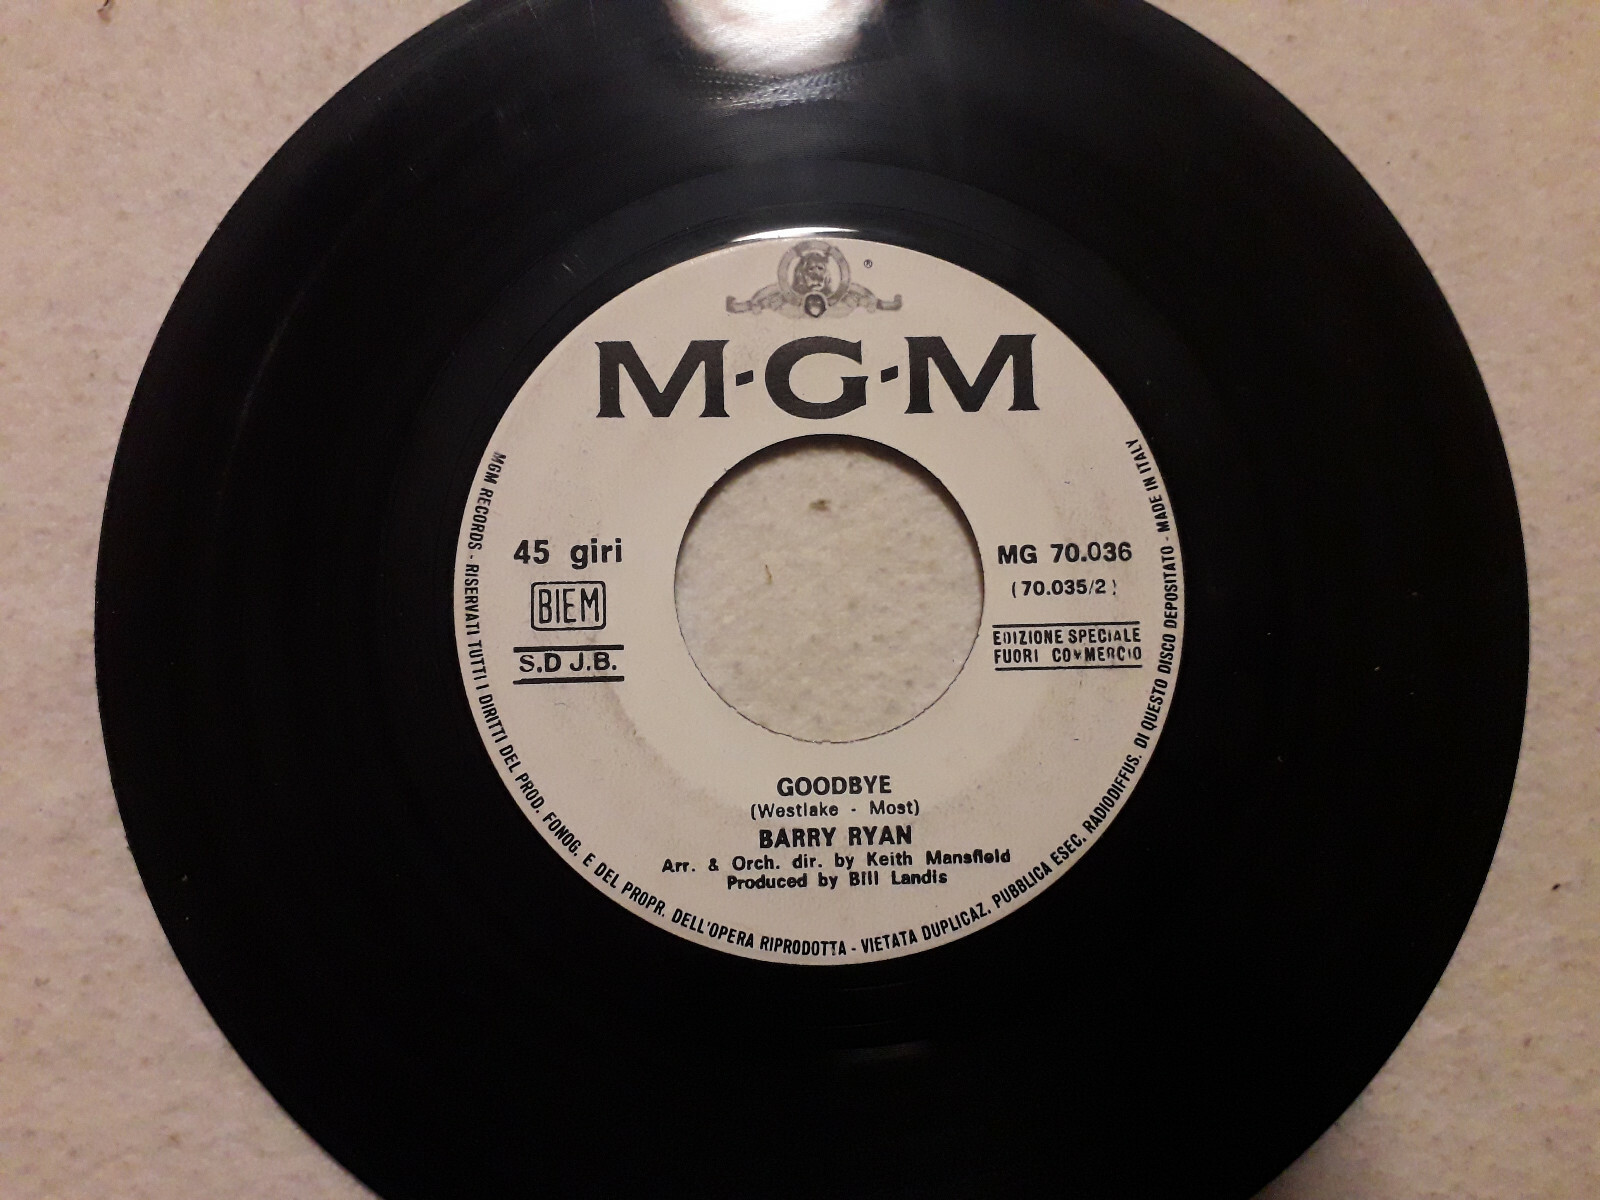 ®
M·G·M
45 giri
BIEM
S.D J.B.
MG 70.036
(70.035/2)
EDIZIONE SPECIALE
FUORI COMMERCIO
GOODBYE
(Westlake - Most)
BARRY RYAN
Arr. & Orch. dir. by Keith Mansfield
Produced by Bill Landis
MGM RECORDS - RISERVATI TUTTI I DIRITTI DEL PROD. FONOG. E DEL PROPR. DELL'OPERA RIPRODOTTA - VIETATA DUPLICAZ. PUBBLICA ESEC. RADIODIFFUS. DI QUESTO DISCO DEPOSITATO - MADE IN ITALY